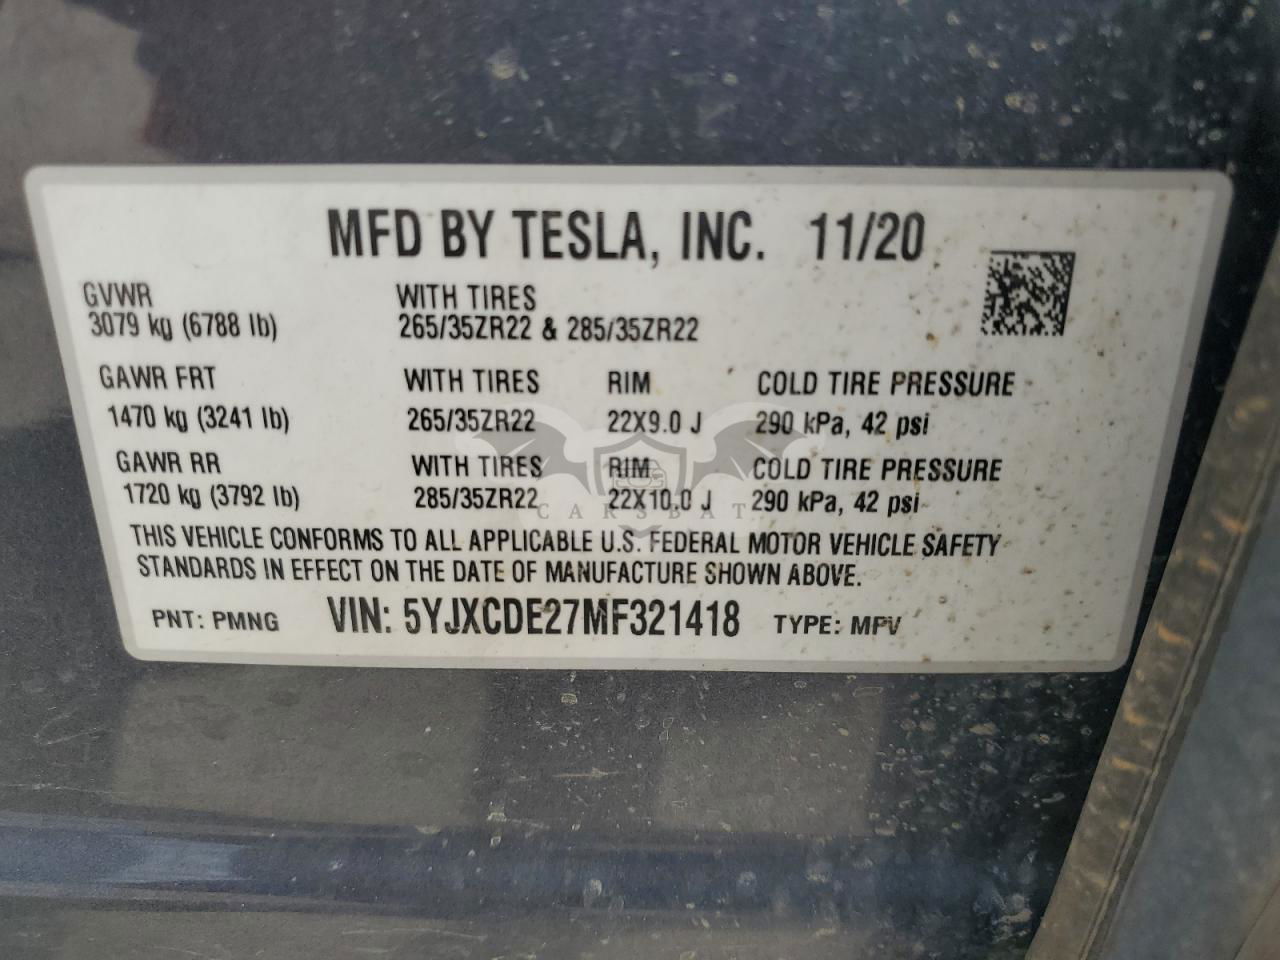 MFD BY TESLA, INC. 11/20
GVWR WITH TIRES
3079 kg (6788 lb) 265/35ZR22 & 285/35ZR22
GAWR FRT WITH TIRES RIM COLD TIRE PRESSURE
1470 kg (3241 lb) 265/35ZR22 22X9.0 J 290 kPa, 42 psi
GAWR RR WITH TIRES RIM COLD TIRE PRESSURE
1720 kg (3792 lb) 285/35ZR22 22X10.0 J 290 kPa, 42 psi
CARSBAT
THIS VEHICLE CONFORMS TO ALL APPLICABLE U.S. FEDERAL MOTOR VEHICLE SAFETY
STANDARDS IN EFFECT ON THE DATE OF MANUFACTURE SHOWN ABOVE.
PNT: PMNG VIN: 5YJXCDE27MF321418 TYPE: MPV